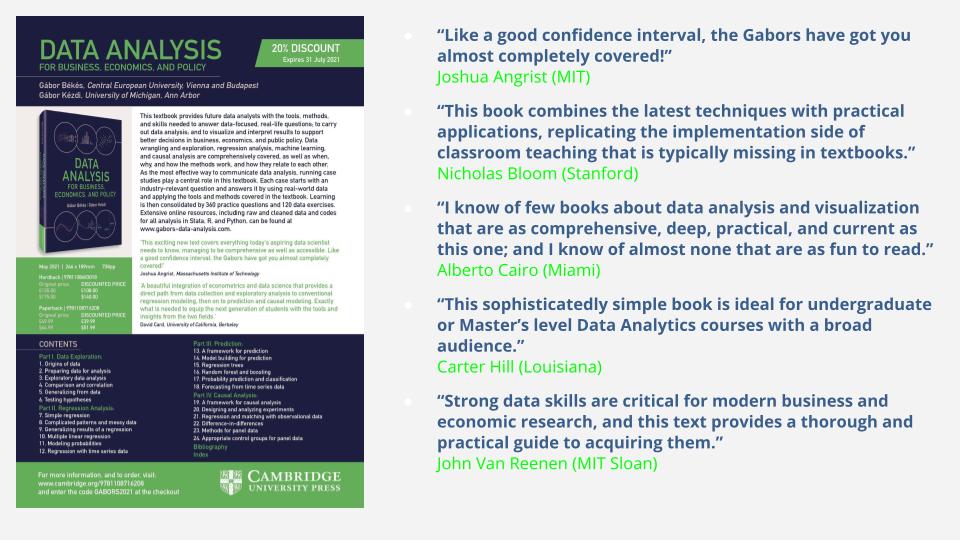 DATA ANALYSIS
FOR BUSINESS, ECONOMICS, AND POLICY
20% DISCOUNT
Expires 31 July 2021
Gábor Békés, Central European University, Vienna and Budapest
Gábor Kézdi, University of Michigan, Ann Arbor
DATA
ANALYSIS
FOR BUSINESS,
ECONOMICS, AND POLICY
Gábor Békés | Gábor Kézdi
This textbook provides future data analysts with the tools, methods,
and skills needed to answer data-focused, real-life questions; to carry
out data analysis; and to visualize and interpret results to support
better decisions in business, economics, and public policy. Data
wrangling and exploration, regression analysis, machine learning,
and causal analysis are comprehensively covered, as well as when,
why, and how the methods work, and how they relate to each other.
As the most effective way to communicate data analysis, running case
studies play a central role in this textbook. Each case starts with an
industry-relevant question and answers it by using real-world data
and applying the tools and methods covered in the textbook. Learning
is then consolidated by 360 practice questions and 120 data exercises.
Extensive online resources, including raw and cleaned data and codes
for all analysis in Stata, R, and Python, can be found at
www.gabors-data-analysis.com.
'This exciting new text covers everything today's aspiring data scientist
needs to know, managing to be comprehensive as well as accessible. Like
a good confidence interval, the Gabors have got you almost completely
covered!'
Joshua Angrist, Massachusetts Institute of Technology
'A beautiful integration of econometrics and data science that provides a
direct path from data collection and exploratory analysis to conventional
regression modeling, then on to prediction and causal modeling. Exactly
what is needed to equip the next generation of students with the tools and
insights from the two fields.'
David Card, University of California, Berkeley
May 2021 | 246 x 189mm 730pp
Hardback | 9781108483018
Original price DISCOUNTED PRICE
£135.00 £108.00
$175.00 $140.00
Paperback | 9781108716208
Original price DISCOUNTED PRICE
£49.99 £39.99
$64.99 $51.99
CONTENTS
Part I. Data Exploration:
1. Origins of data
2. Preparing data for analysis
3. Exploratory data analysis
4. Comparison and correlation
5. Generalizing from data
6. Testing hypotheses
Part II. Regression Analysis:
7. Simple regression
8. Complicated patterns and messy data
9. Generalizing results of a regression
10. Multiple linear regression
11. Modeling probabilities
12. Regression with time series data
Part III. Prediction:
13. A framework for prediction
14. Model building for prediction
15. Regression trees
16. Random forest and boosting
17. Probability prediction and classification
18. Forecasting from time series data
Part IV. Causal Analysis:
19. A framework for causal analysis
20. Designing and analyzing experiments
21. Regression and matching with observational data
22. Difference-in-differences
23. Methods for panel data
24. Appropriate control groups for panel data
Bibliography
Index
For more information, and to order, visit:
www.cambridge.org/9781108716208
and enter the code GABORS2021 at the checkout
CAMBRIDGE
UNIVERSITY PRESS
“Like a good confidence interval, the Gabors have got you
almost completely covered!”
Joshua Angrist (MIT)
“This book combines the latest techniques with practical
applications, replicating the implementation side of
classroom teaching that is typically missing in textbooks.”
Nicholas Bloom (Stanford)
“I know of few books about data analysis and visualization
that are as comprehensive, deep, practical, and current as
this one; and I know of almost none that are as fun to read.”
Alberto Cairo (Miami)
“This sophisticatedly simple book is ideal for undergraduate
or Master’s level Data Analytics courses with a broad
audience.”
Carter Hill (Louisiana)
“Strong data skills are critical for modern business and
economic research, and this text provides a thorough and
practical guide to acquiring them.”
John Van Reenen (MIT Sloan)